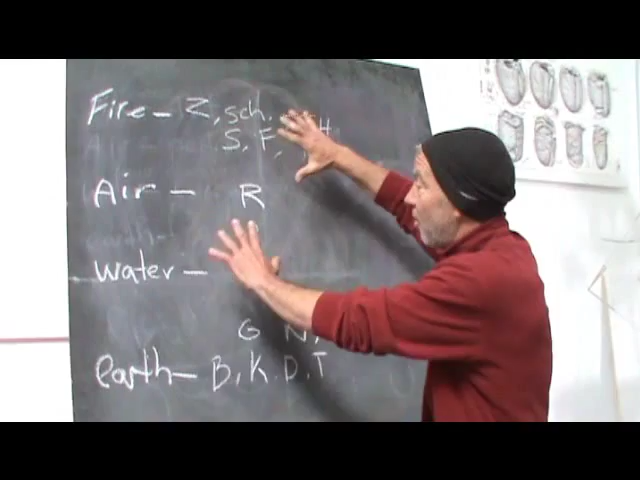 Fire – Z, sch.
S, F, H
Air – R
water –
G N,
earth – B, K, D, T